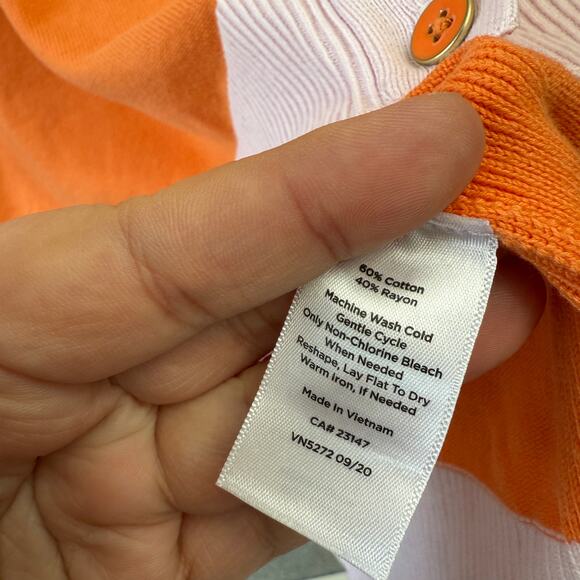 60% Cotton
40% Rayon
Machine Wash Cold
Gentle Cycle
Only Non-Chlorine Bleach
When Needed
Reshape, Lay Flat To Dry
Warm Iron, If Needed
Made in Vietnam
CA# 23147
VN5272 09/20